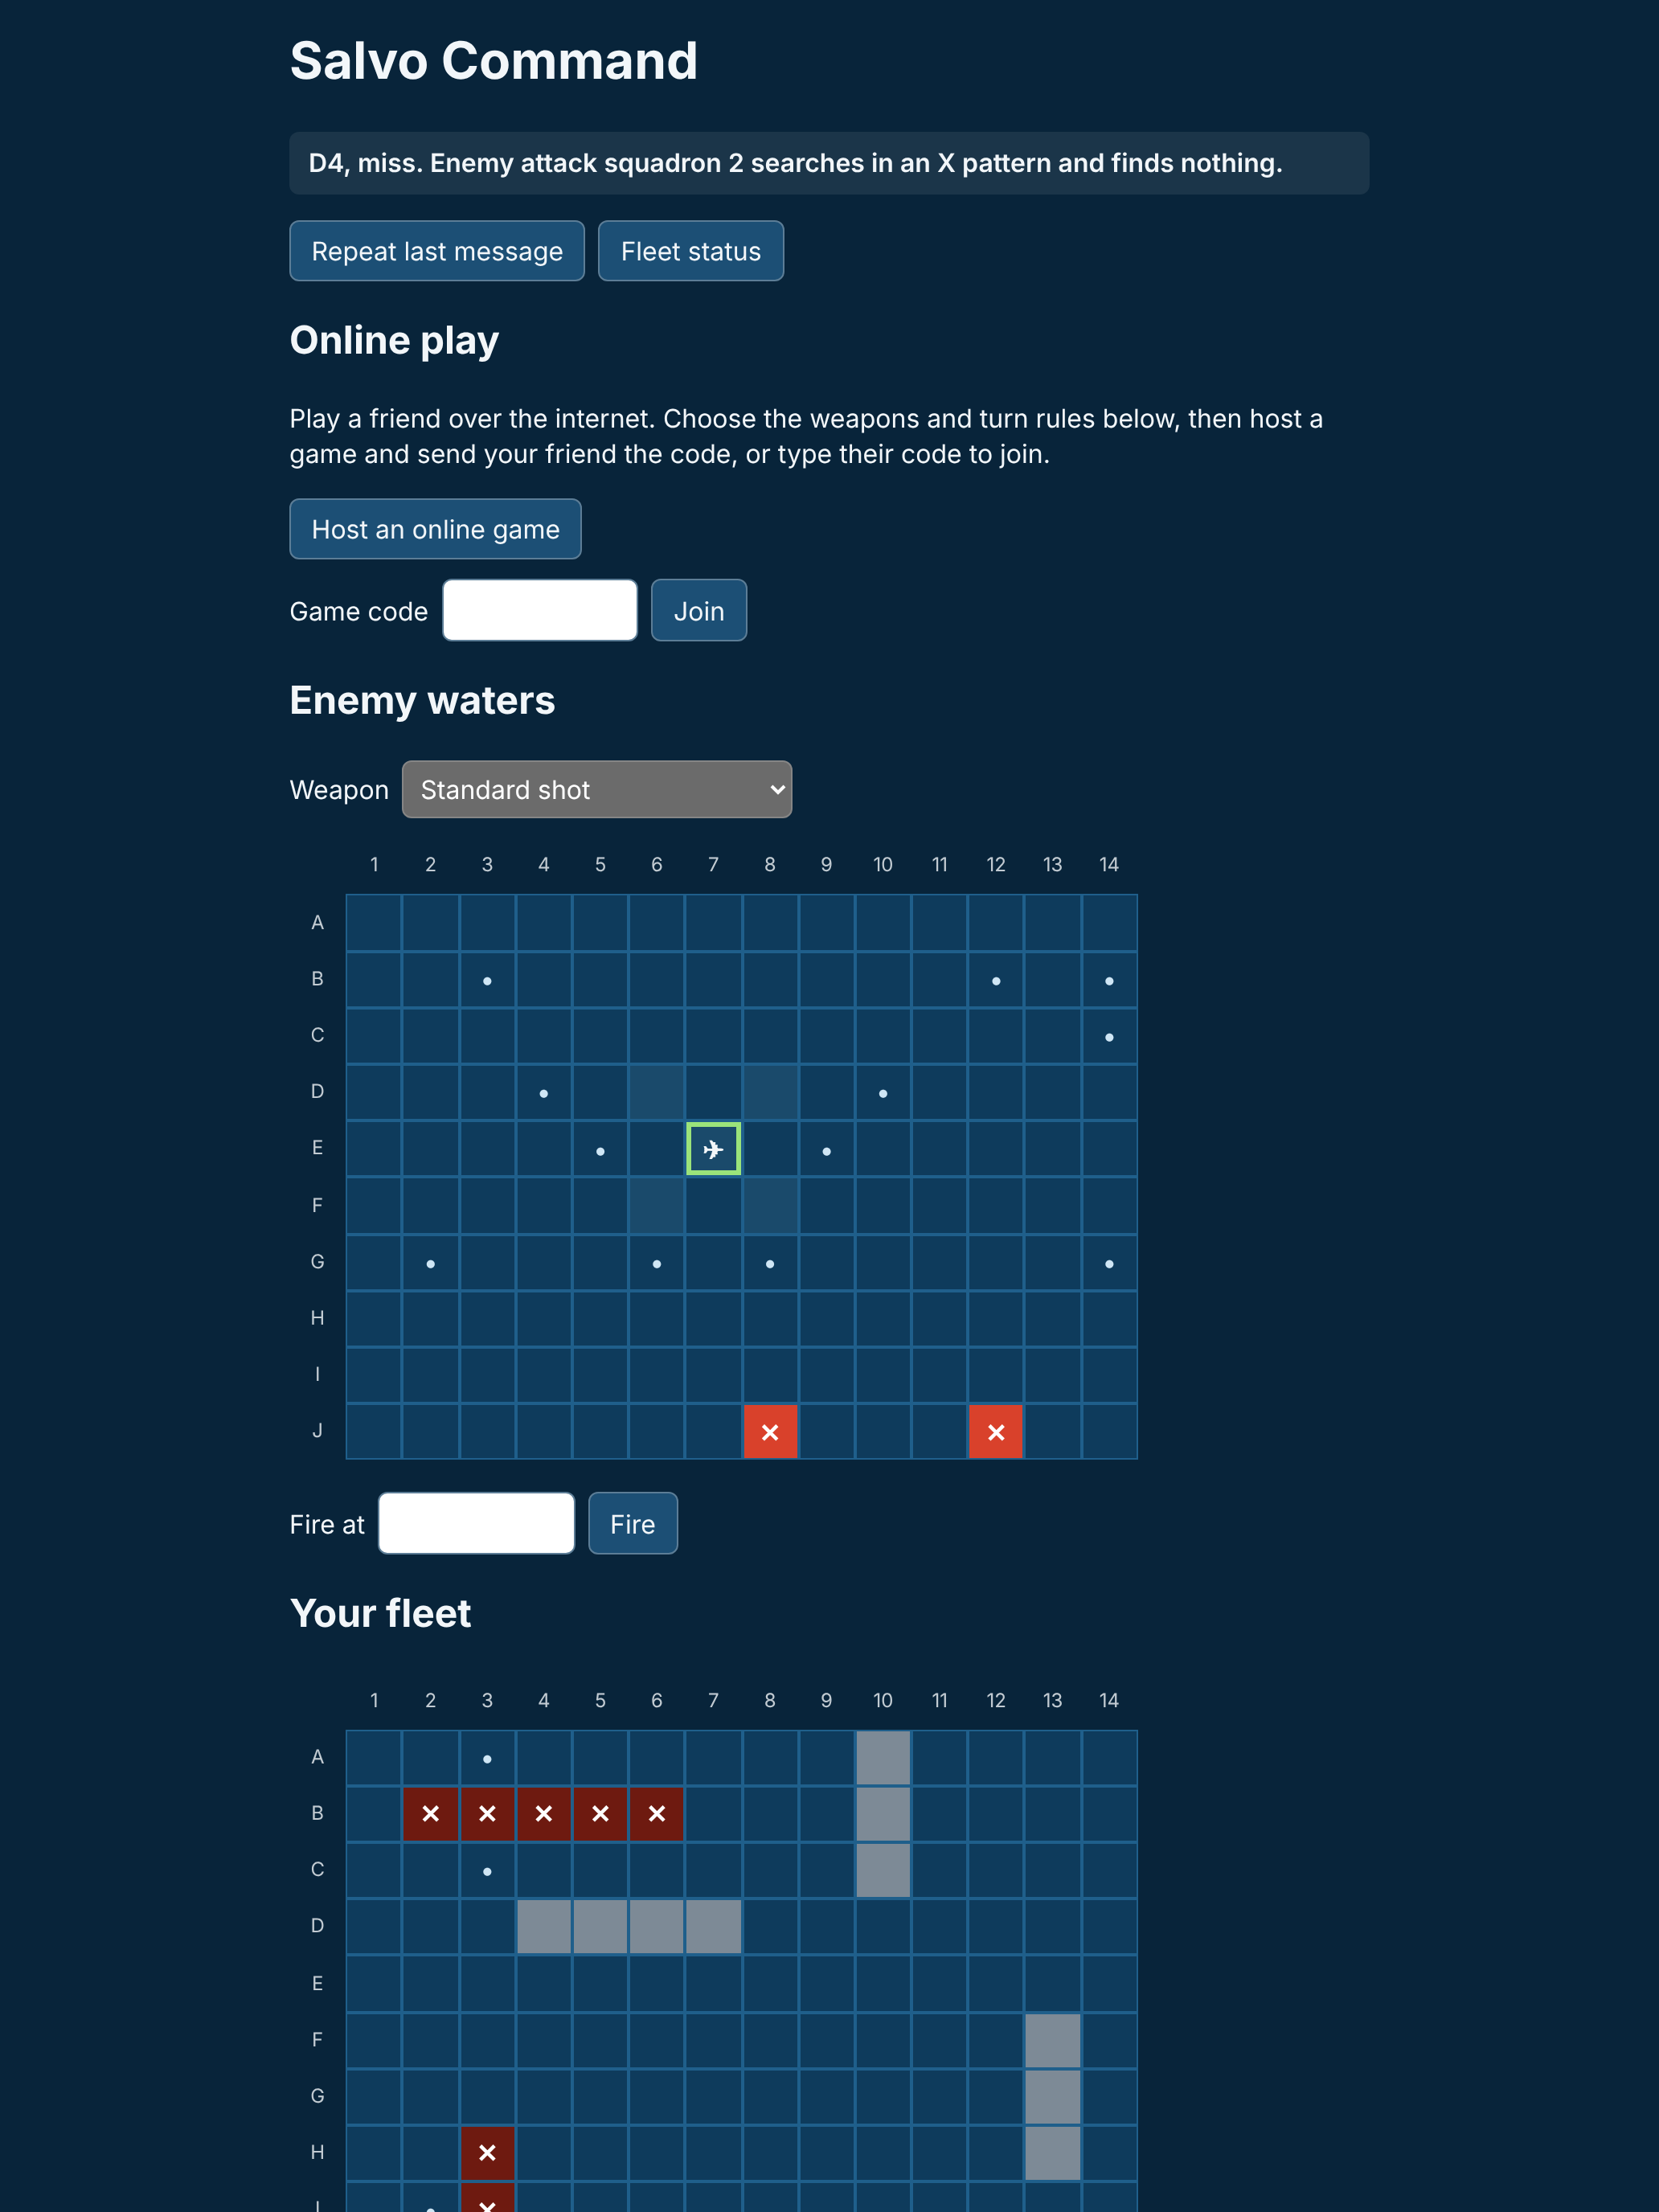 Salvo Command
D4, miss. Enemy attack squadron 2 searches in an X pattern and finds nothing.
Repeat last message Fleet status
Online play
Play a friend over the internet. Choose the weapons and turn rules below, then host a
game and send your friend the code, or type their code to join.
Host an online game
Game code Join
Enemy waters
Weapon Standard shot
1 2 3 4 5 6 7 8 9 10 11 12 13 14
A
B
C
D
E
F
G
H
I
J
Fire at Fire
Your fleet
1 2 3 4 5 6 7 8 9 10 11 12 13 14
A
B
C
D
E
F
G
H
I